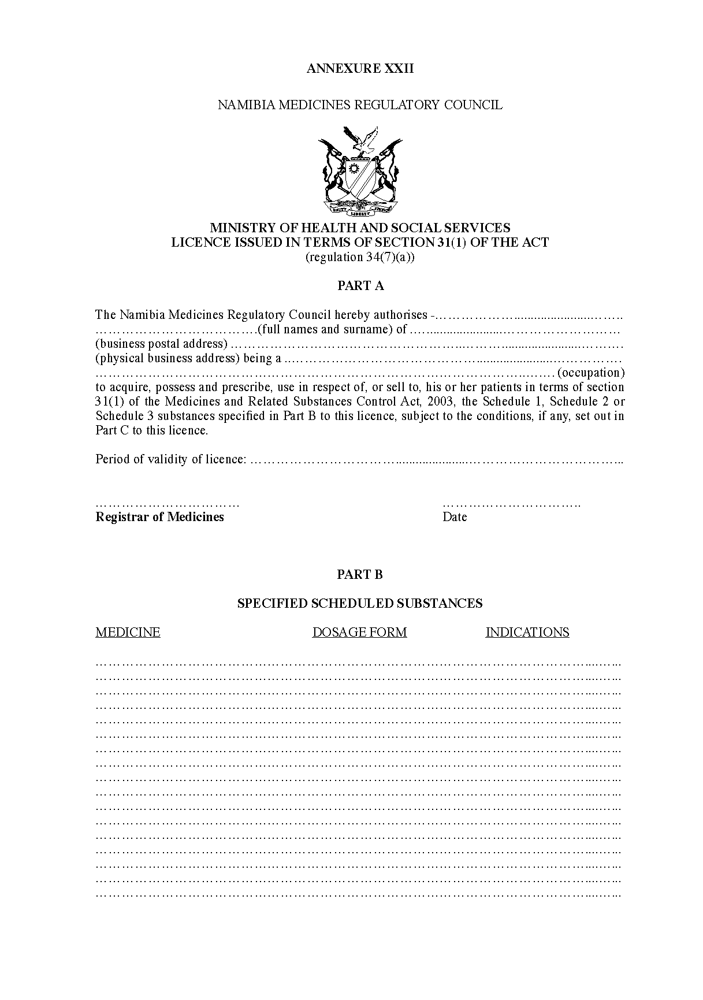 ANNEXURE XXII
NAMIBIA MEDICINES REGULATORY COUNCIL
UNITY LIBERTY JUSTICE
MINISTRY OF HEALTH AND SOCIAL SERVICES
LICENCE ISSUED IN TERMS OF SECTION 31(1) OF THE ACT
(regulation 34(7)(a))
PART A
The Namibia Medicines Regulatory Council hereby authorises -………………........................……..
……………………………….(full names and surname) of …........................………………………
(business postal address) ………………………………………………..………........................……….
(physical business address) being a ..……………………………………........................…………….
………………………………………………………………………………………..……. (occupation)
to acquire, possess and prescribe, use in respect of, or sell to, his or her patients in terms of section
31(1) of the Medicines and Related Substances Control Act, 2003, the Schedule 1, Schedule 2 or
Schedule 3 substances specified in Part B to this licence, subject to the conditions, if any, set out in
Part C to this licence.
Period of validity of licence: ……………………………......................……………………………...
…………………………… …………………………..
Registrar of Medicines Date
PART B
SPECIFIED SCHEDULED SUBSTANCES
MEDICINE DOSAGE FORM INDICATIONS